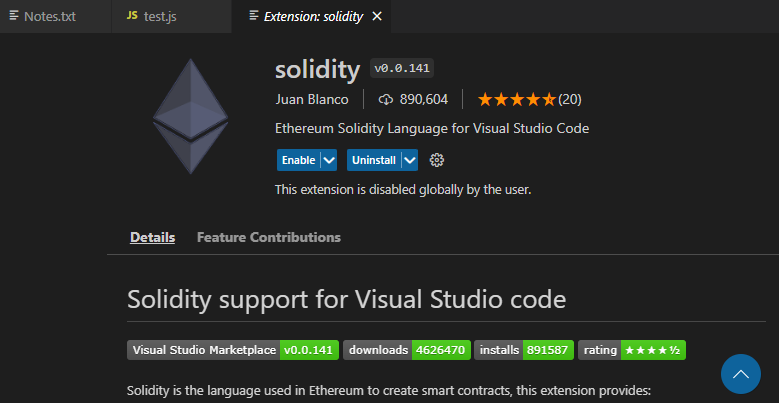 Notes.txt JS test.js Extension: solidity
solidity v0.0.141
Juan Blanco 890,604 (20)
Ethereum Solidity Language for Visual Studio Code
Enable Uninstall
This extension is disabled globally by the user.
Details Feature Contributions
Solidity support for Visual Studio code
Visual Studio Marketplace v0.0.141 downloads 4626470 installs 891587 rating ★★★★½
Solidity is the language used in Ethereum to create smart contracts, this extension provides: